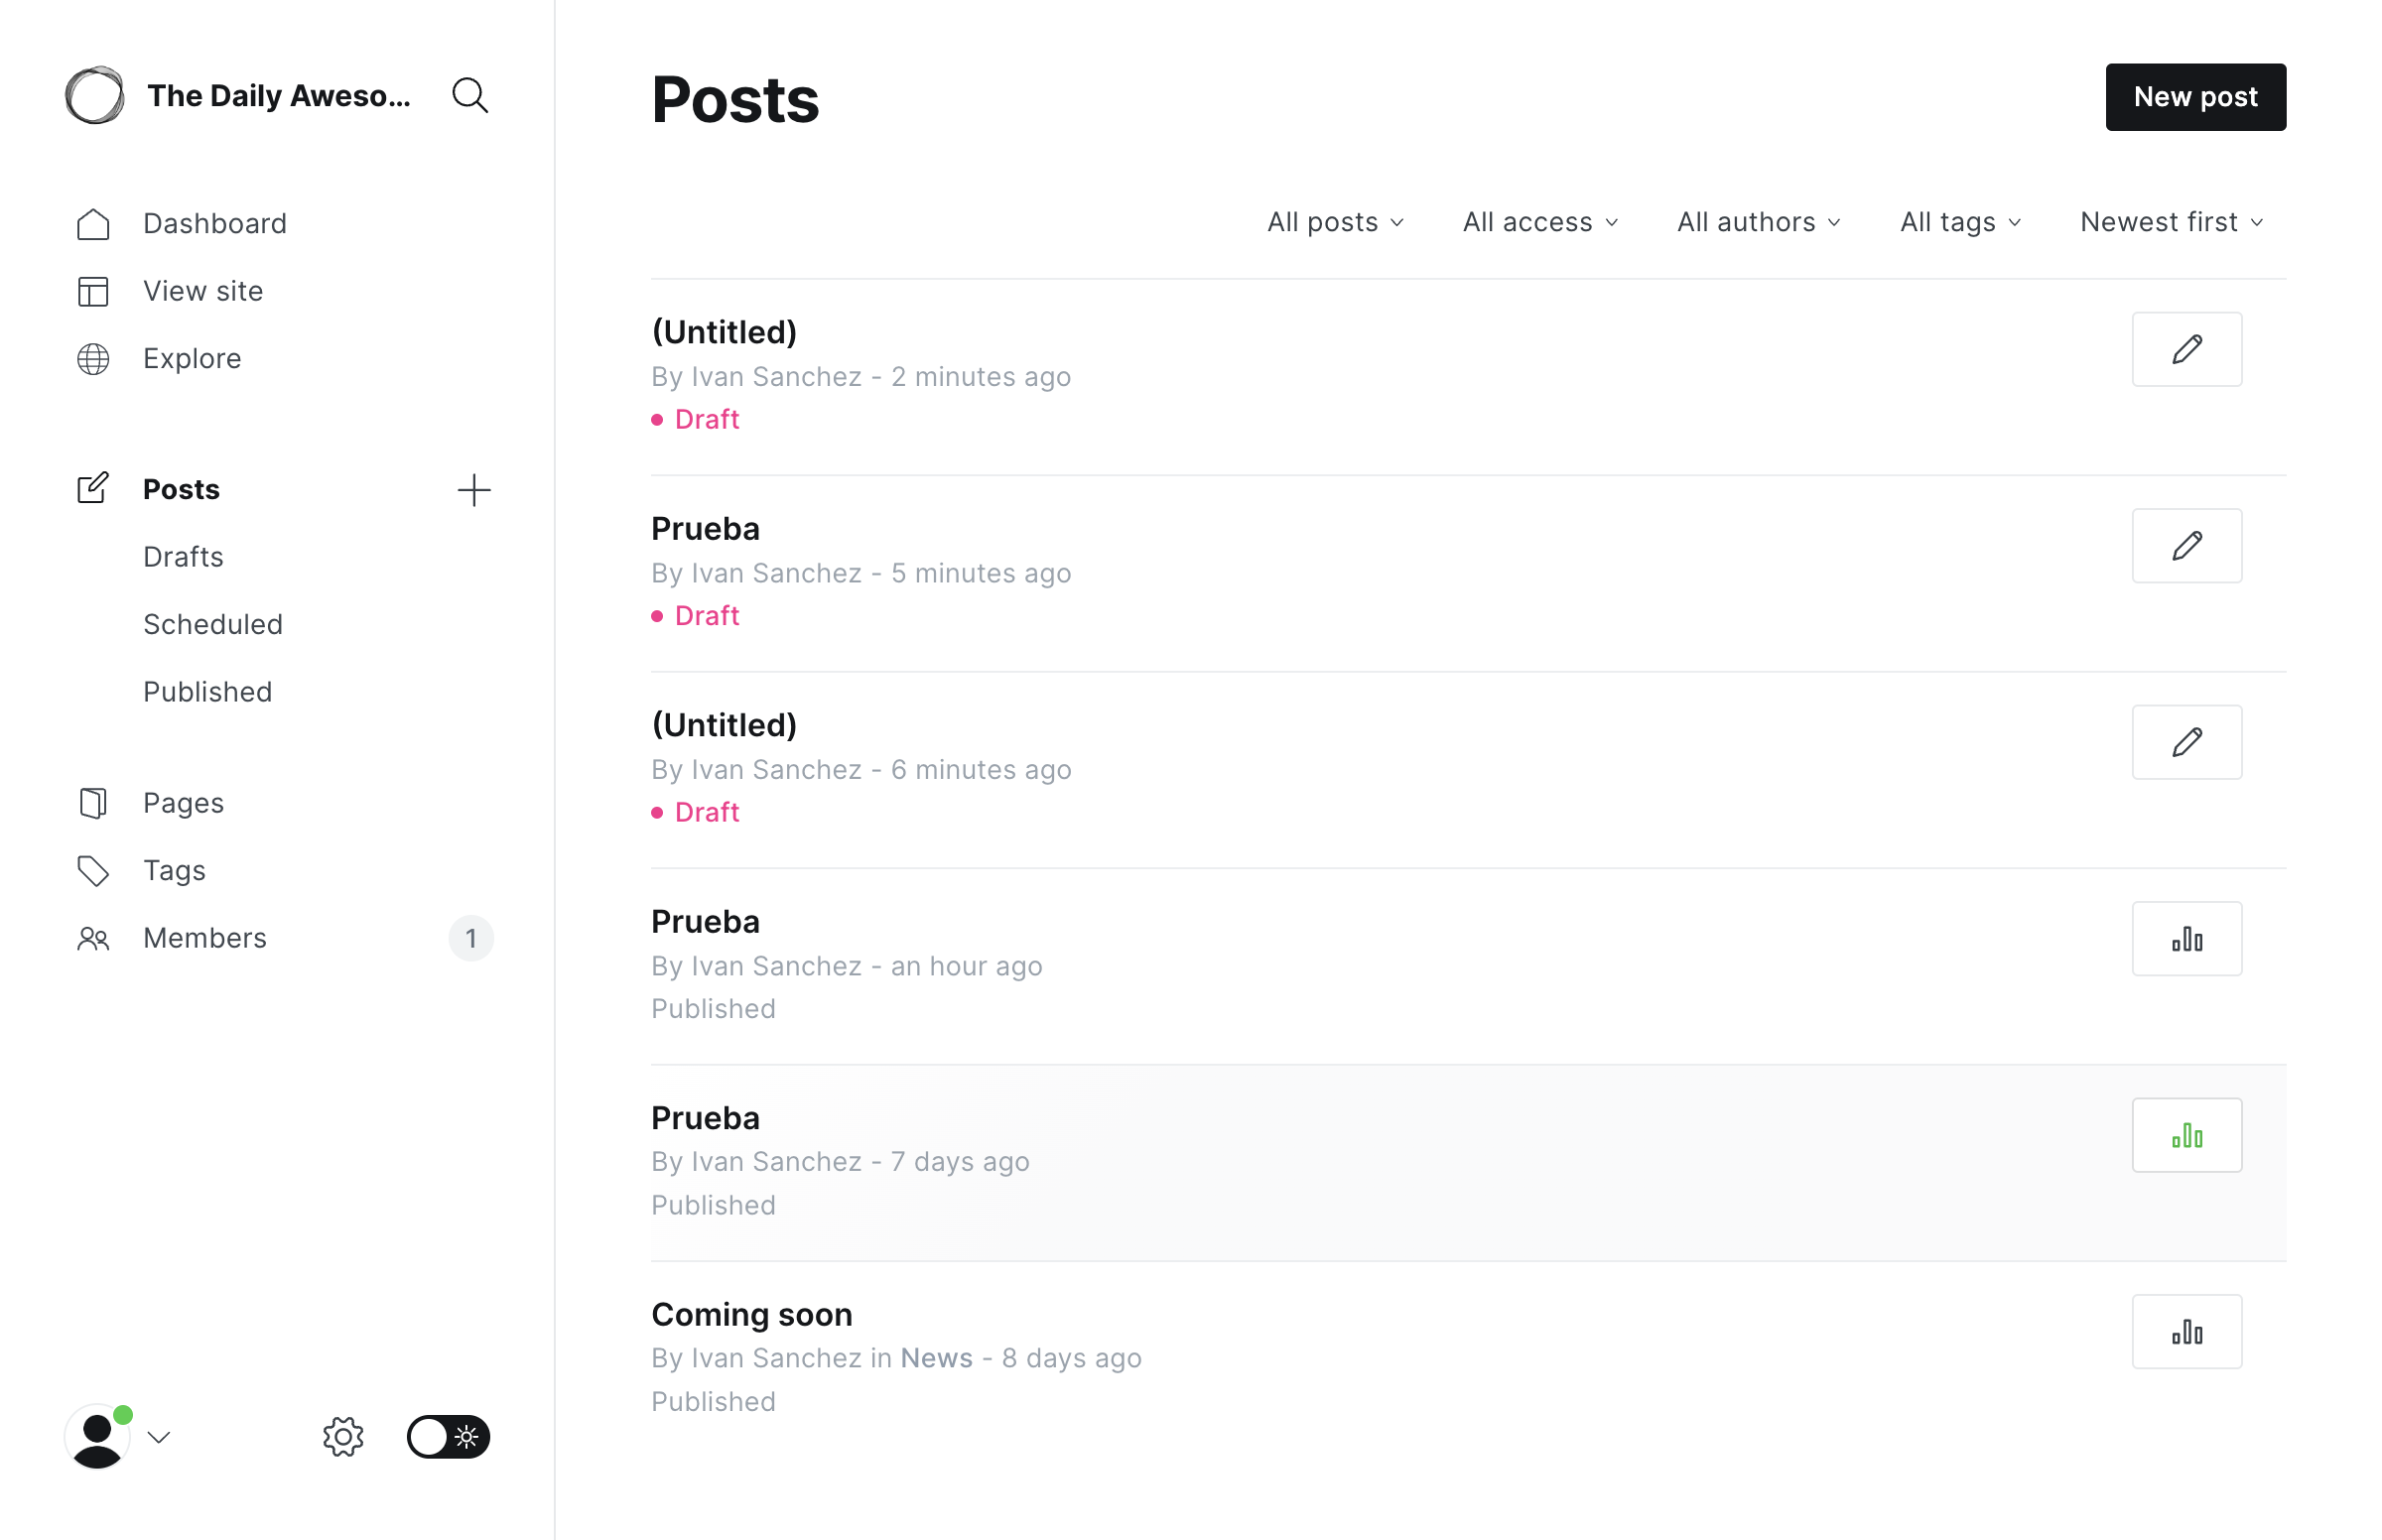 The Daily Aweso...
Dashboard
View site
Explore
Posts
Drafts
Scheduled
Published
Pages
Tags
Members 1
Posts
New post
All posts All access All authors All tags Newest first
(Untitled)
By Ivan Sanchez - 2 minutes ago
Draft
Prueba
By Ivan Sanchez - 5 minutes ago
Draft
(Untitled)
By Ivan Sanchez - 6 minutes ago
Draft
Prueba
By Ivan Sanchez - an hour ago
Published
Prueba
By Ivan Sanchez - 7 days ago
Published
Coming soon
By Ivan Sanchez in News - 8 days ago
Published